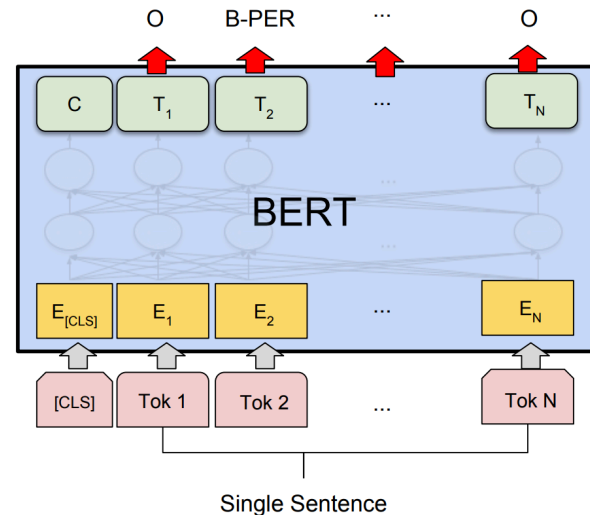 O B-PER ... O
C T1 T2 ... TN
...
BERT
...
E[CLS] E1 E2 ... EN
[CLS] Tok 1 Tok 2 ... Tok N
Single Sentence